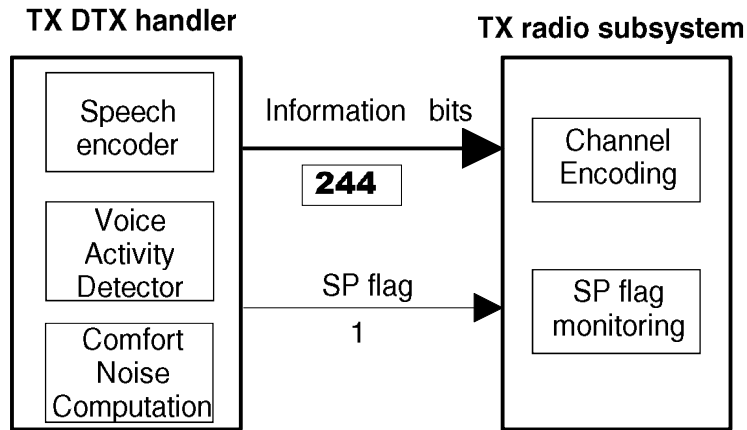 TX DTX handler
TX radio subsystem
Speech
encoder
Information bits
244
Channel
Encoding
Voice
Activity
Detector
SP flag
1
SP flag
monitoring
Comfort
Noise
Computation